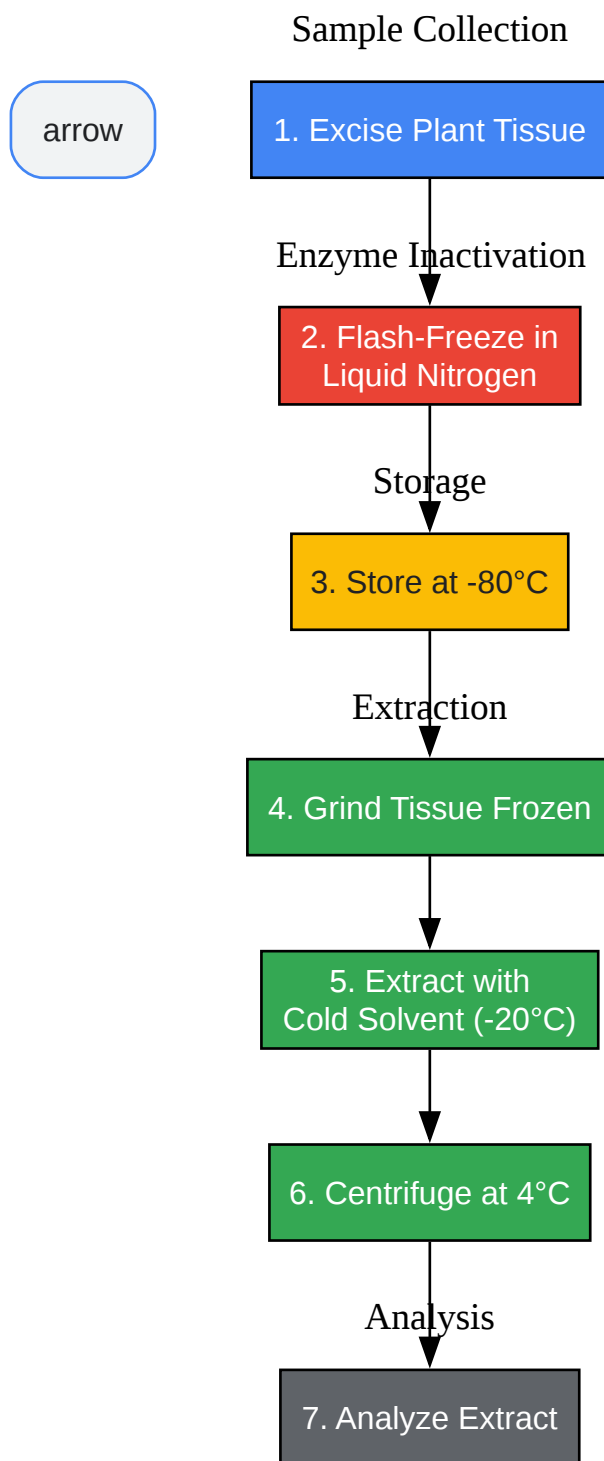 Sample Collection
arrow
1. Excise Plant Tissue
Enzyme Inactivation
2. Flash-Freeze in
Liquid Nitrogen
Storage
3. Store at -80°C
Extraction
4. Grind Tissue Frozen
5. Extract with
Cold Solvent (-20°C)
6. Centrifuge at 4°C
Analysis
7. Analyze Extract